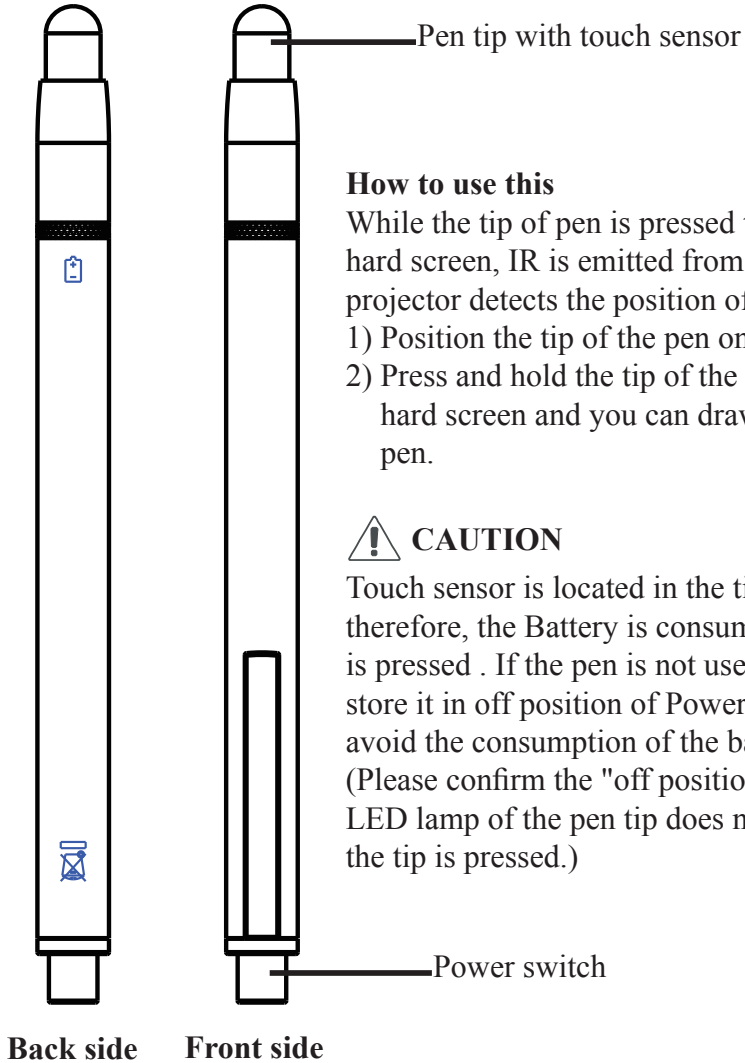 Pen tip with touch sensor
How to use this
While the tip of pen is pressed
hard screen, IR is emitted from
projector detects the position of
1) Position the tip of the pen on
2) Press and hold the tip of the
hard screen and you can draw
pen.
CAUTION
Touch sensor is located in the
therefore, the Battery is
is pressed . If the pen is not
store it in off position of Power
avoid the consumption of the
(Please confirm the "off
LED lamp of the pen tip does
the tip is pressed.)
Power switch
Back side Front side